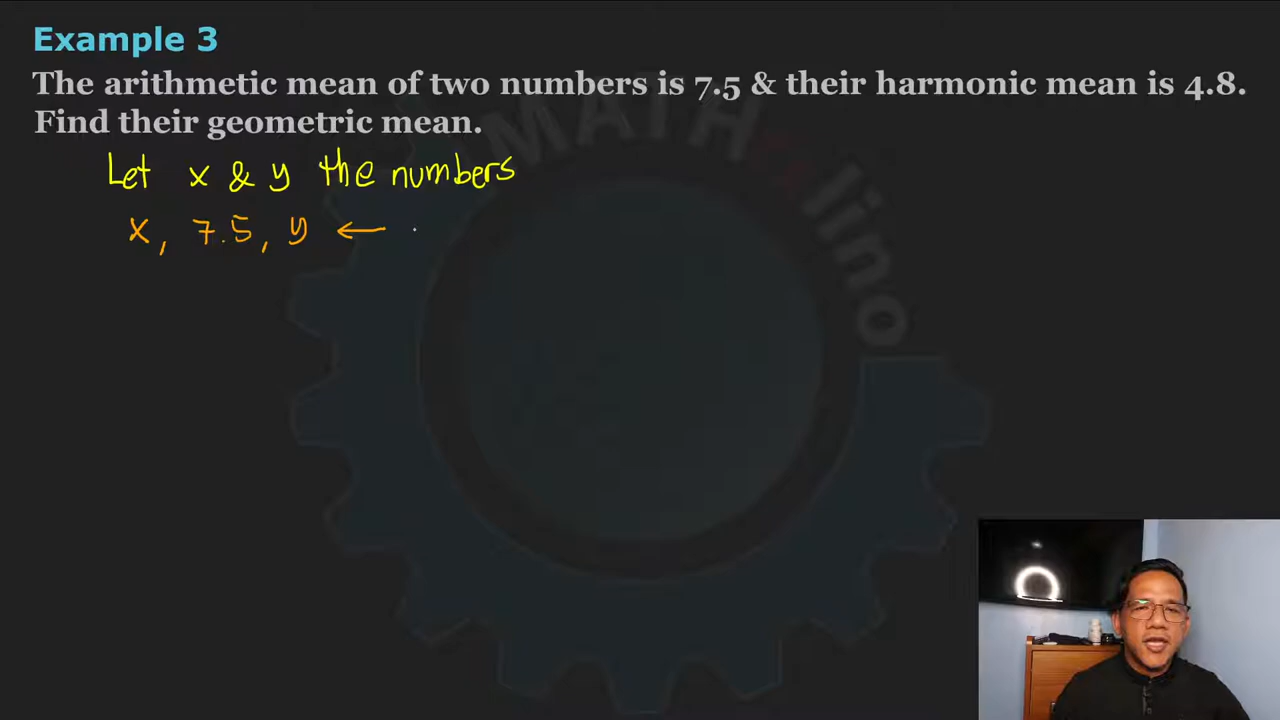 Example 3
The arithmetic mean of two numbers is 7.5 & their harmonic mean is 4.8.
Find their geometric mean.
Let x & y the numbers
x, 7.5, y ←
MATHalino